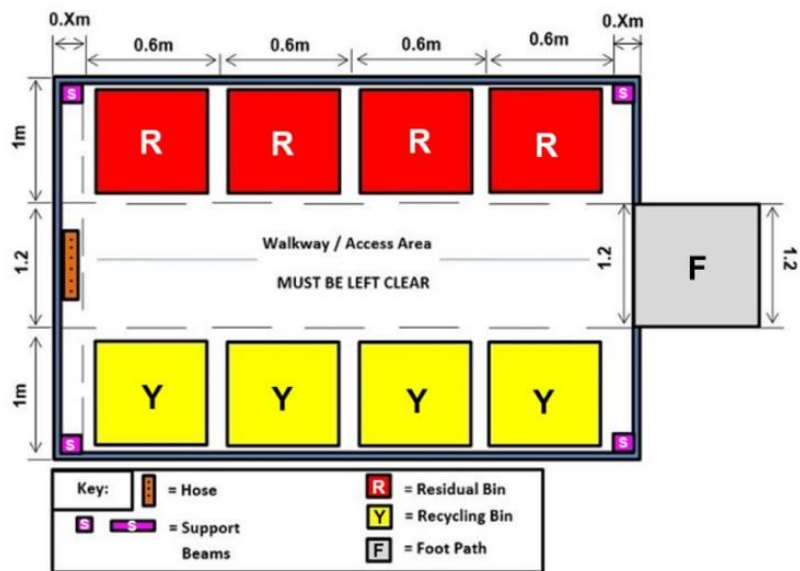 0.Xm 0.6m 0.6m 0.6m 0.6m 0.Xm
S S
1m R R R R
Walkway / Access Area
1.2 1.2 F 1.2
MUST BE LEFT CLEAR
1m Y Y Y Y
S S
Key: = Hose R = Residual Bin
Y = Recycling Bin
S S = Support
Beams F = Foot Path